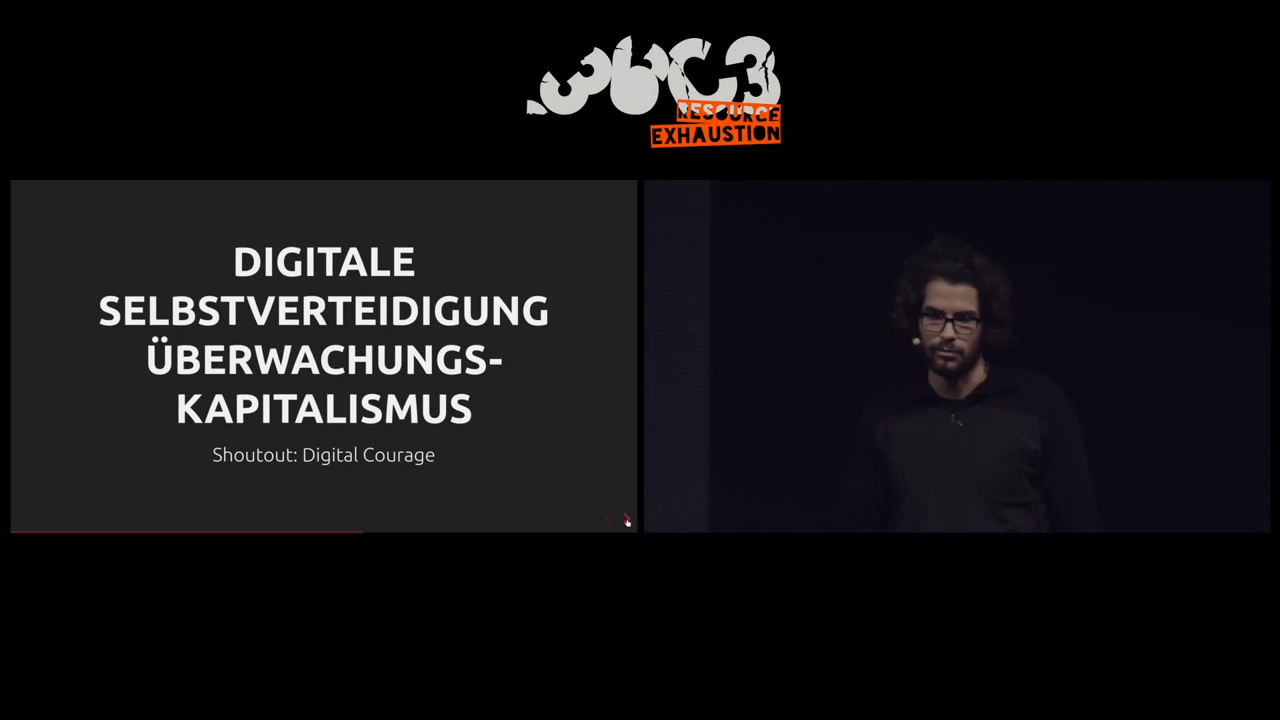 36C3
RESOURCE
EXHAUSTION
DIGITALE
SELBSTVERTEIDIGUNG
ÜBERWACHUNGS-
KAPITALISMUS
Shoutout: Digital Courage